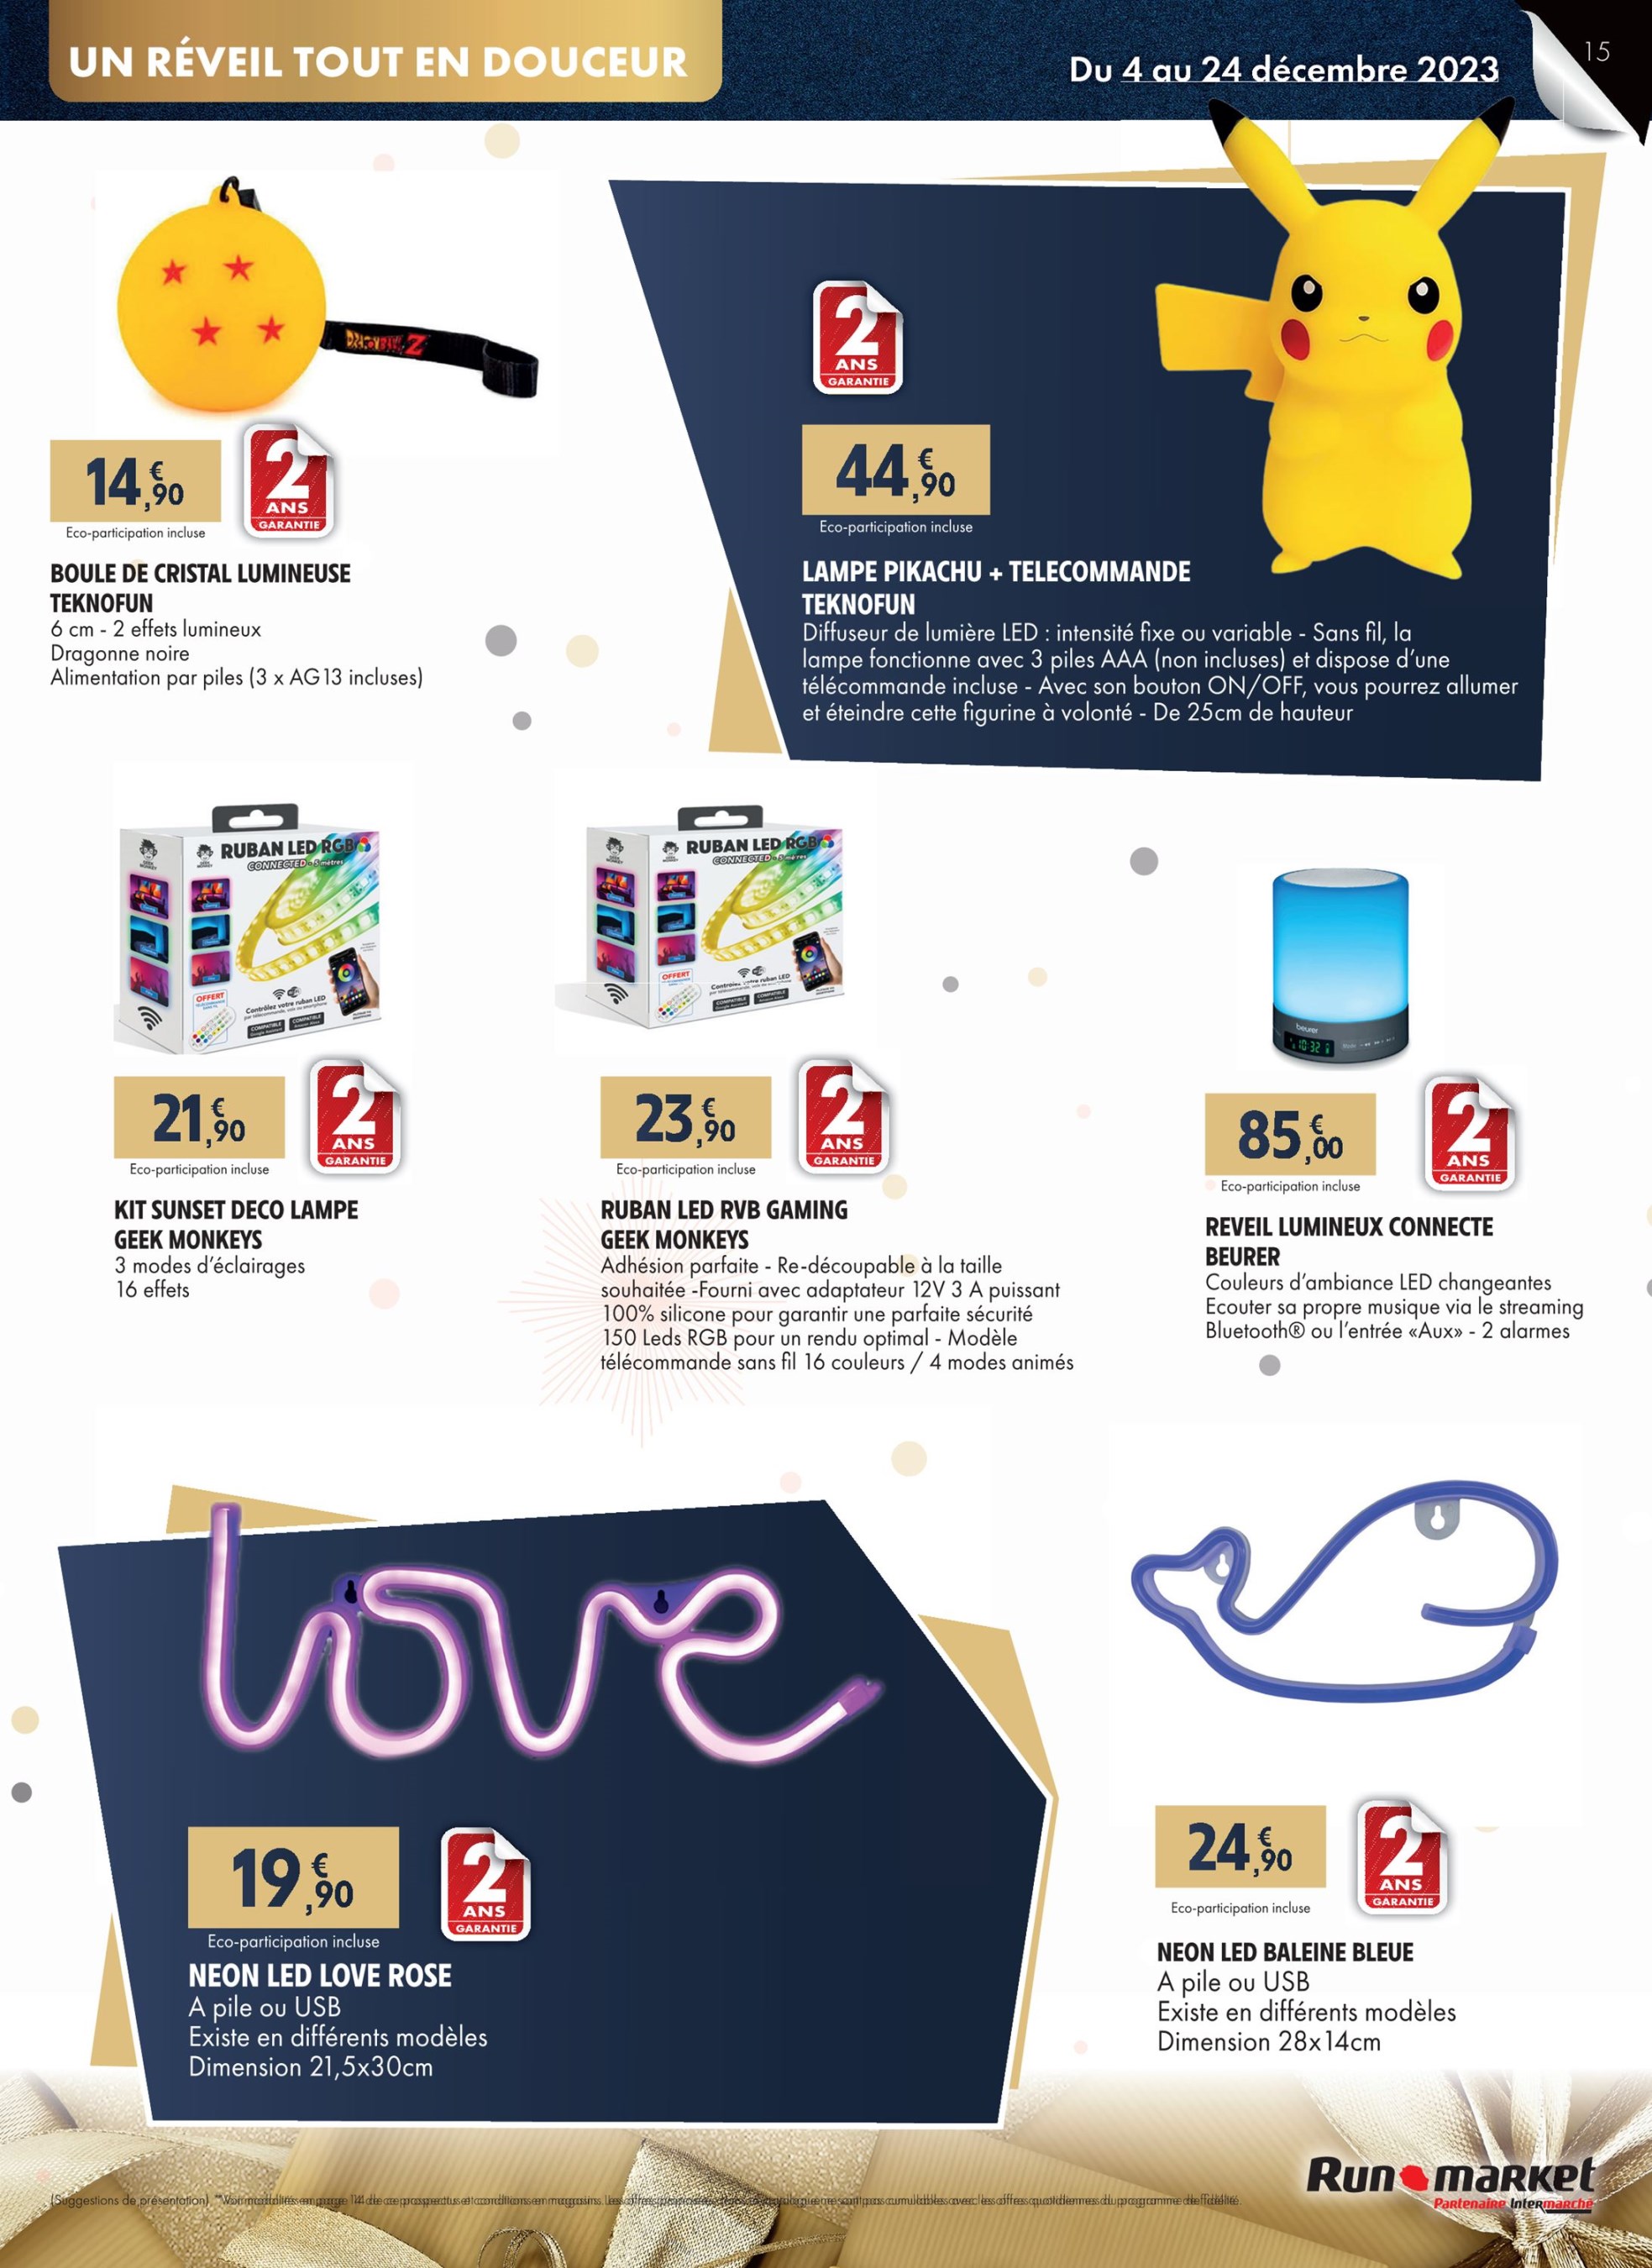 UN RÉVEIL TOUT EN DOUCEUR
Du 4 au 24 décembre 2023
15
14,€90
Eco-participation incluse
2
ANS
GARANTIE
BOULE DE CRISTAL LUMINEUSE
TEKNOFUN
6 cm - 2 effets lumineux
Dragonne noire
Alimentation par piles (3 x AG13 incluses)
2
ANS
GARANTIE
44,€90
Eco-participation incluse
LAMPE PIKACHU + TELECOMMANDE
TEKNOFUN
Diffuseur de lumière LED : intensité fixe ou variable - Sans fil, la
lampe fonctionne avec 3 piles AAA (non incluses) et dispose d'une
télécommande incluse - Avec son bouton ON/OFF, vous pourrez allumer
et éteindre cette figurine à volonté - De 25cm de hauteur
RUBAN LED RGB
CONNECTED - 5 mètres
OFFERT
Contrôlez votre ruban LED
COMPATIBLE
COMPATIBLE
21,€90
Eco-participation incluse
2
ANS
GARANTIE
KIT SUNSET DECO LAMPE
GEEK MONKEYS
3 modes d'éclairages
16 effets
RUBAN LED RGB
CONNECTED - 5 mètres
OFFERT
Contrôlez votre ruban LED
COMPATIBLE
COMPATIBLE
23,€90
Eco-participation incluse
2
ANS
GARANTIE
RUBAN LED RVB GAMING
GEEK MONKEYS
Adhésion parfaite - Re-découpable à la taille
souhaitée -Fourni avec adaptateur 12V 3 A puissant
100% silicone pour garantir une parfaite sécurité
150 Leds RGB pour un rendu optimal - Modèle
télécommande sans fil 16 couleurs / 4 modes animés
beurer
10:32
85,€00
Eco-participation incluse
2
ANS
GARANTIE
REVEIL LUMINEUX CONNECTE
BEURER
Couleurs d'ambiance LED changeantes
Ecouter sa propre musique via le streaming
Bluetooth® ou l'entrée «Aux» - 2 alarmes
love
19,€90
Eco-participation incluse
2
ANS
GARANTIE
NEON LED LOVE ROSE
A pile ou USB
Existe en différents modèles
Dimension 21,5x30cm
24,€90
Eco-participation incluse
2
ANS
GARANTIE
NEON LED BALEINE BLEUE
A pile ou USB
Existe en différents modèles
Dimension 28x14cm
Run market
Partenaire Intermarche
(Suggestions de présentation)